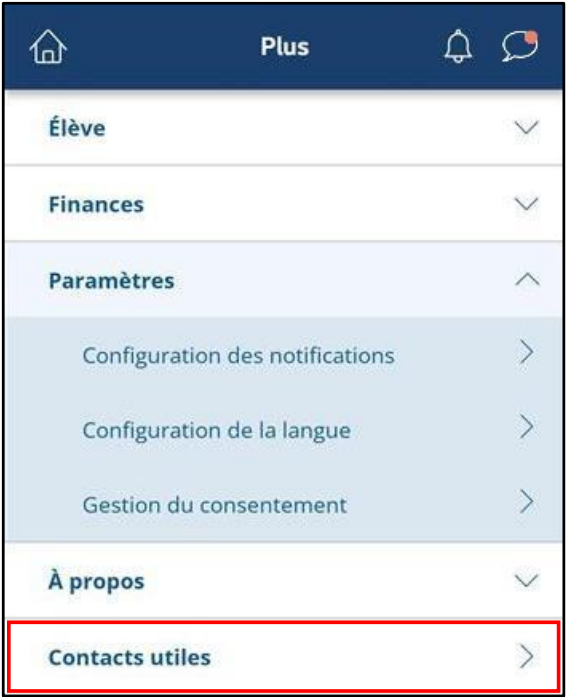 Plus
Élève
Finances
Paramètres
Configuration des notifications
Configuration de la langue
Gestion du consentement
À propos
Contacts utiles